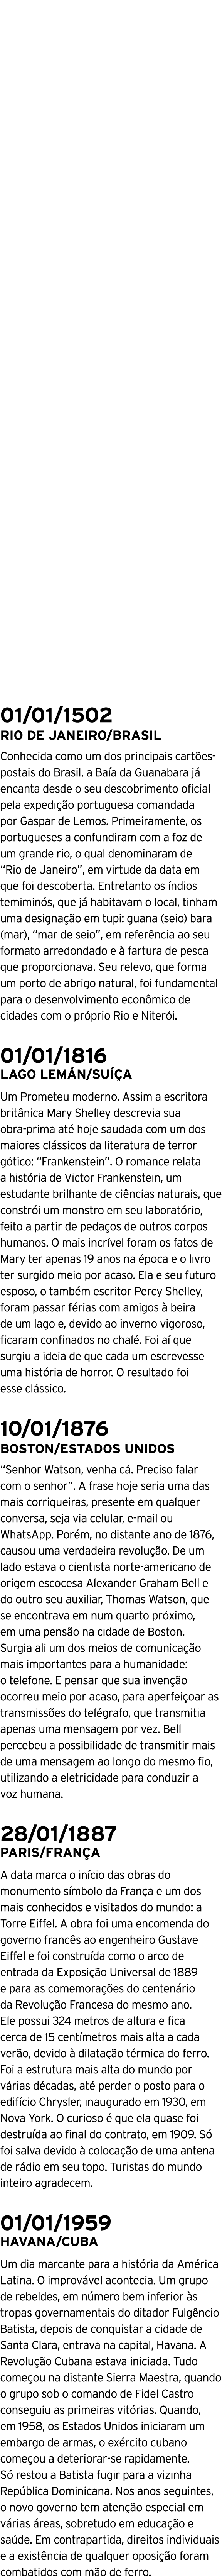 01/01/1502
RIO DE JANEIRO/BRASIL
Conhecida como um dos principais cartões-
postais do Brasil, a Baía da Guanabara já
encanta desde o seu descobrimento oficial
pela expedição portuguesa comandada
por Gaspar de Lemos. Primeiramente, os
portugueses a confundiram com a foz de
um grande rio, o qual denominaram de
“Rio de Janeiro”, em virtude da data em
que foi descoberta. Entretanto os índios
temiminós, que já habitavam o local, tinham
uma designação em tupi: guana (seio) bara
(mar), “mar de seio”, em referência ao seu
formato arredondado e à fartura de pesca
que proporcionava. Seu relevo, que forma
um porto de abrigo natural, foi fundamental
para o desenvolvimento econômico de
cidades com o próprio Rio e Niterói.
01/01/1816
LAGO LEMÁN/SUÍÇA
Um Prometeu moderno. Assim a escritora
britânica Mary Shelley descrevia sua
obra-prima até hoje saudada com um dos
maiores clássicos da literatura de terror
gótico: “Frankenstein”. O romance relata
a história de Victor Frankenstein, um
estudante brilhante de ciências naturais, que
constrói um monstro em seu laboratório,
feito a partir de pedaços de outros corpos
humanos. O mais incrível foram os fatos de
Mary ter apenas 19 anos na época e o livro
ter surgido meio por acaso. Ela e seu futuro
esposo, o também escritor Percy Shelley,
foram passar férias com amigos à beira
de um lago e, devido ao inverno vigoroso,
ficaram confinados no chalé. Foi aí que
surgiu a ideia de que cada um escrevesse
uma história de horror. O resultado foi
esse clássico.
10/01/1876
BOSTON/ESTADOS UNIDOS
“Senhor Watson, venha cá. Preciso falar
com o senhor”. A frase hoje seria uma das
mais corriqueiras, presente em qualquer
conversa, seja via celular, e-mail ou
WhatsApp. Porém, no distante ano de 1876,
causou uma verdadeira revolução. De um
lado estava o cientista norte-americano de
origem escocesa Alexander Graham Bell e
do outro seu auxiliar, Thomas Watson, que
se encontrava em num quarto próximo,
em uma pensão na cidade de Boston.
Surgia ali um dos meios de comunicação
mais importantes para a humanidade:
o telefone. E pensar que sua invenção
ocorreu meio por acaso, para aperfeiçoar as
transmissões do telégrafo, que transmitia
apenas uma mensagem por vez. Bell
percebeu a possibilidade de transmitir mais
de uma mensagem ao longo do mesmo fio,
utilizando a eletricidade para conduzir a
voz humana.
28/01/1887
PARIS/FRANÇA
A data marca o início das obras do
monumento símbolo da França e um dos
mais conhecidos e visitados do mundo: a
Torre Eiffel. A obra foi uma encomenda do
governo francês ao engenheiro Gustave
Eiffel e foi construída como o arco de
entrada da Exposição Universal de 1889
e para as comemorações do centenário
da Revolução Francesa do mesmo ano.
Ele possui 324 metros de altura e fica
cerca de 15 centímetros mais alta a cada
verão, devido à dilatação térmica do ferro.
Foi a estrutura mais alta do mundo por
várias décadas, até perder o posto para o
edifício Chrysler, inaugurado em 1930, em
Nova York. O curioso é que ela quase foi
destruída ao final do contrato, em 1909. Só
foi salva devido à colocação de uma antena
de rádio em seu topo. Turistas do mundo
inteiro agradecem.
01/01/1959
HAVANA/CUBA
Um dia marcante para a história da América
Latina. O improvável acontecia. Um grupo
de rebeldes, em número bem inferior às
tropas governamentais do ditador Fulgêncio
Batista, depois de conquistar a cidade de
Santa Clara, entrava na capital, Havana. A
Revolução Cubana estava iniciada. Tudo
começou na distante Sierra Maestra, quando
o grupo sob o comando de Fidel Castro
conseguiu as primeiras vitórias. Quando,
em 1958, os Estados Unidos iniciaram um
embargo de armas, o exército cubano
começou a deteriorar-se rapidamente.
Só restou a Batista fugir para a vizinha
República Dominicana. Nos anos seguintes,
o novo governo tem atenção especial em
várias áreas, sobretudo em educação e
saúde. Em contrapartida, direitos individuais
e a existência de qualquer oposição foram
combatidos com mão de ferro.